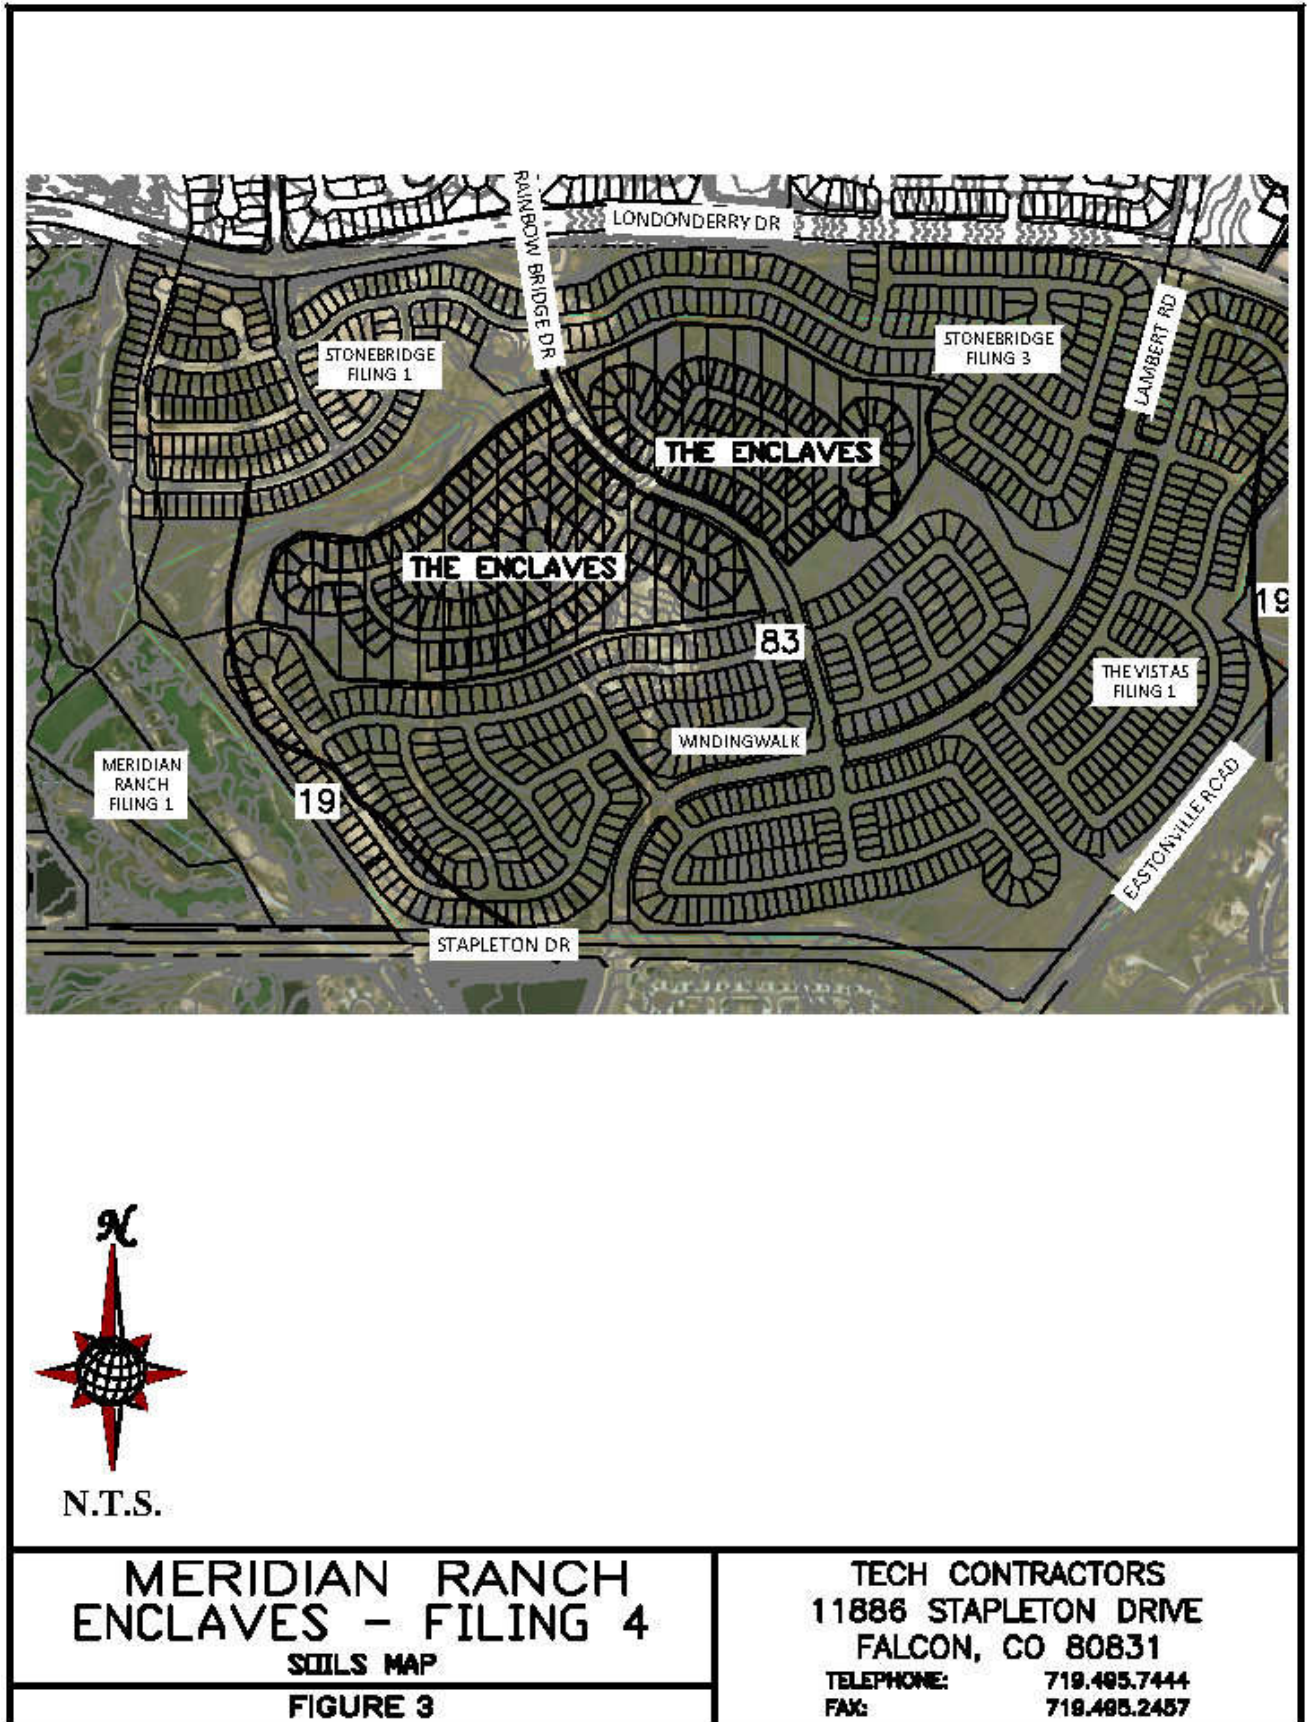 RAINBOW BRIDGE DR
LONDONDERRY DR
LAMBERT RD
STONEBRIDGE
FILING 1
STONEBRIDGE
FILING 3
THE ENCLAVES
THE ENCLAVES
19
83
THE VISTAS
FILING 1
WINDINGWALK
MERIDIAN
RANCH
FILING 1
19
EASTONVILLE ROAD
STAPLETON DR
N
N.T.S.
MERIDIAN RANCH
ENCLAVES - FILING 4
SOILS MAP
FIGURE 3
TECH CONTRACTORS
11886 STAPLETON DRIVE
FALCON, CO 80831
TELEPHONE: 719.495.7444
FAX: 719.495.2457